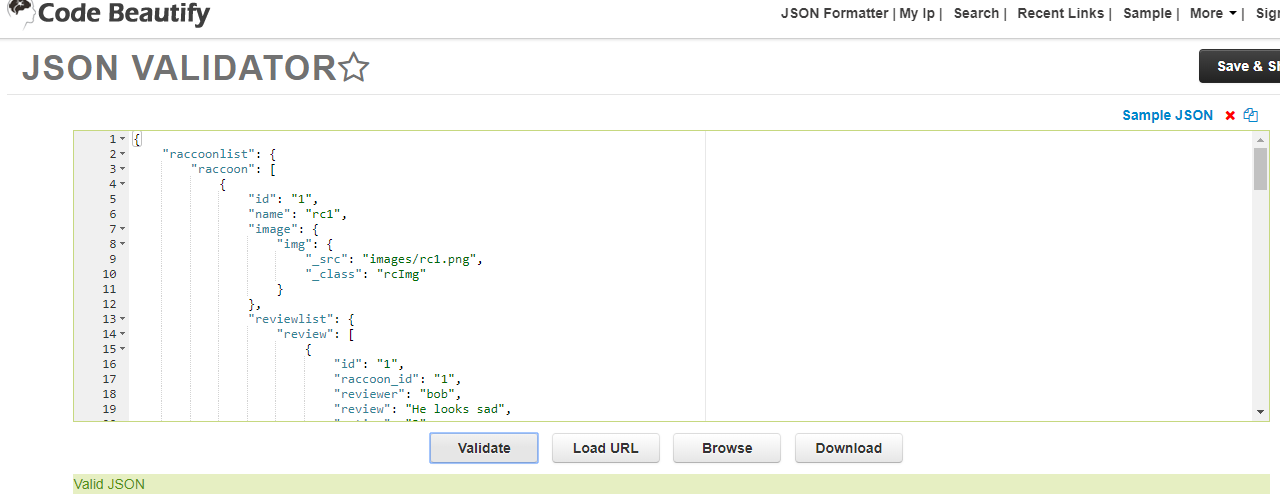 Code Beautify
JSON Formatter | My Ip | Search | Recent Links | Sample | More | Sig
JSON VALIDATOR
Save & S
Sample JSON
1 {
2 "raccoonlist": {
3 "raccoon": [
4 {
5 "id": "1",
6 "name": "rc1",
7 "image": {
8 "img": {
9 "_src": "images/rc1.png",
10 "_class": "rcImg"
11 }
12 },
13 "reviewlist": {
14 "review": [
15 {
16 "id": "1",
17 "raccoon_id": "1",
18 "reviewer": "bob",
19 "review": "He looks sad",
Validate Load URL Browse Download
Valid JSON